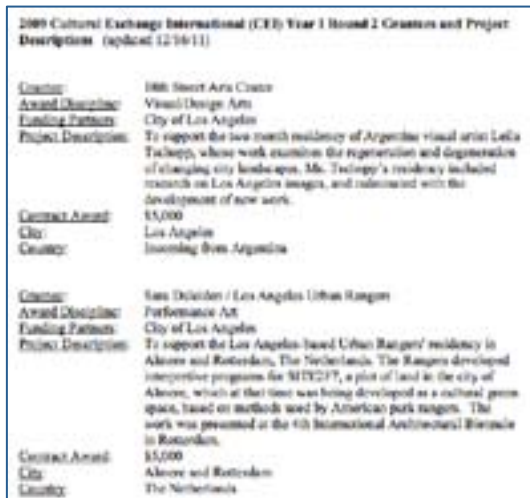 2009 Cultural Exchange International (CEI) Year 1 Round 2 Grantees and Project
Descriptions (updated 12/16/11)
Grantee: 18th Street Arts Center
Award Discipline: Visual/Design Arts
Funding Partners: City of Los Angeles
Project Description: To support the two month residency of Argentine visual artist Leila
Tschopp, whose work examines the regeneration and degeneration
of changing city landscapes. Ms. Tschopp's residency included
research on Los Angeles images, and culminated with the
development of new work.
Contract Award: $5,000
City: Los Angeles
Country: Incoming from Argentina
Grantee: Sara Daleiden / Los Angeles Urban Rangers
Award Discipline: Performance Art
Funding Partners: City of Los Angeles
Project Description: To support the Los Angeles-based Urban Rangers' residency in
Almere and Rotterdam, The Netherlands. The Rangers developed
interpretive programs for a plot of land in the city of
Almere, which at that time was being developed as a cultural green
space, based on methods used by American park rangers. The
work was presented at the 4th International Architectural Biennale
in Rotterdam.
Contract Award: $5,000
City: Almere and Rotterdam
Country: The Netherlands